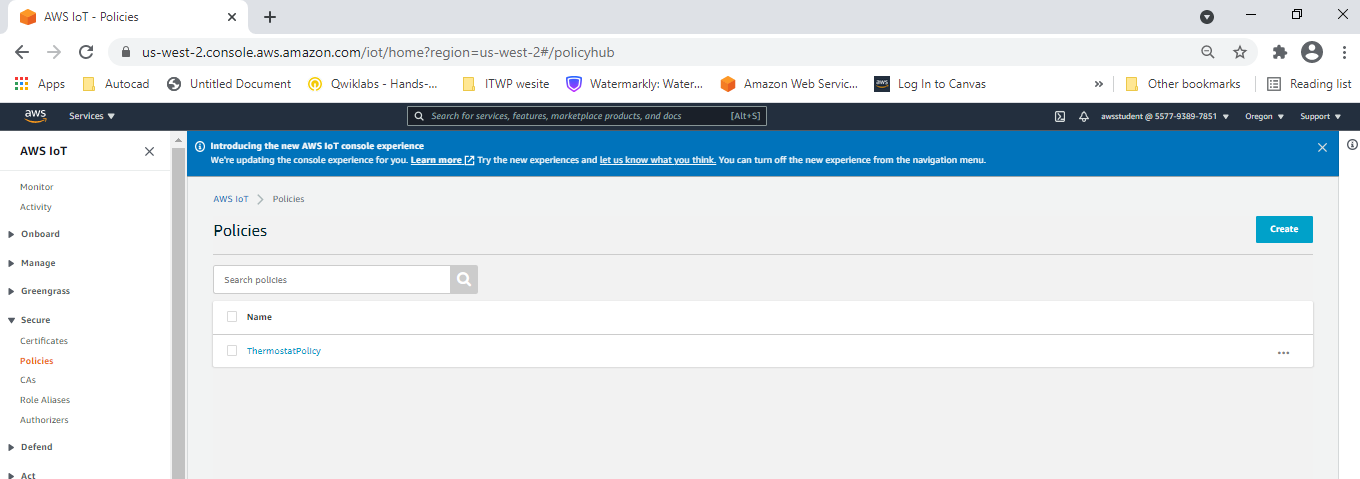 AWS IoT - Policies
us-west-2.console.aws.amazon.com/iot/home?region=us-west-2#/policyhub
Apps Autocad Untitled Document Qwiklabs - Hands-... ITWP wesite Watermarkly: Water... Amazon Web Servic... aws Log In to Canvas » Other bookmarks Reading list
aws Services Search for services, features, marketplace products, and docs [Alt+S] awsstudent @ 5577-9389-7851 Oregon Support
AWS IoT
Monitor
Activity
Onboard
Manage
Greengrass
Secure
Certificates
Policies
CAs
Role Aliases
Authorizers
Defend
Act
Introducing the new AWS IoT console experience
We're updating the console experience for you. Learn more Try the new experiences and let us know what you think. You can turn off the new experience from the navigation menu.
AWS IoT Policies
Policies Create
Search policies
Name
ThermostatPolicy ...